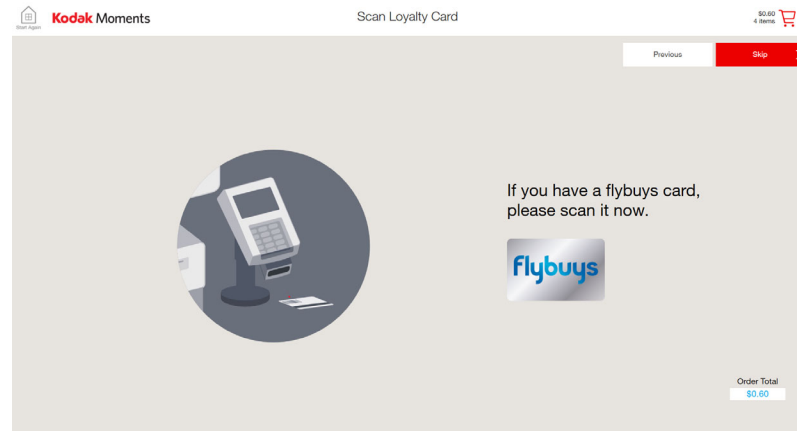 Start Again
Kodak Moments
Scan Loyalty Card
$0.60
4 items
Previous
Skip
If you have a flybuys card,
please scan it now.
flybuys
Order Total
$0.60